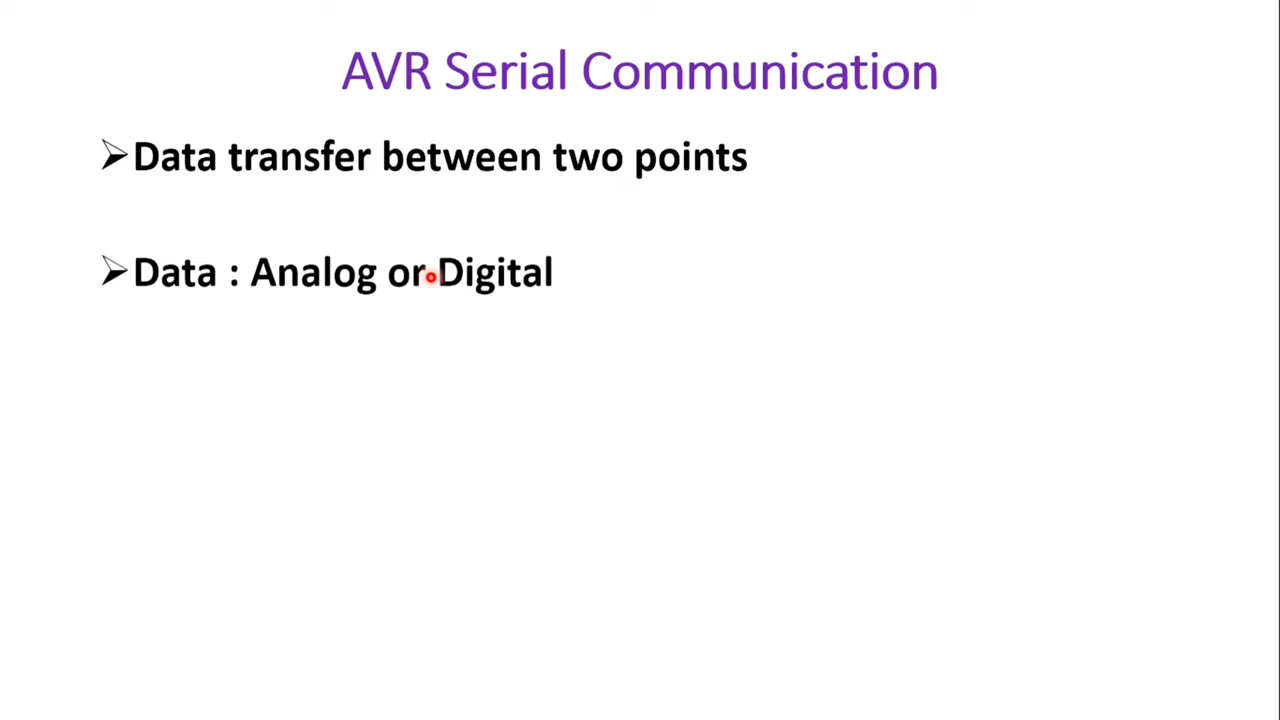 AVR Serial Communication
Data transfer between two points
Data : Analog or Digital